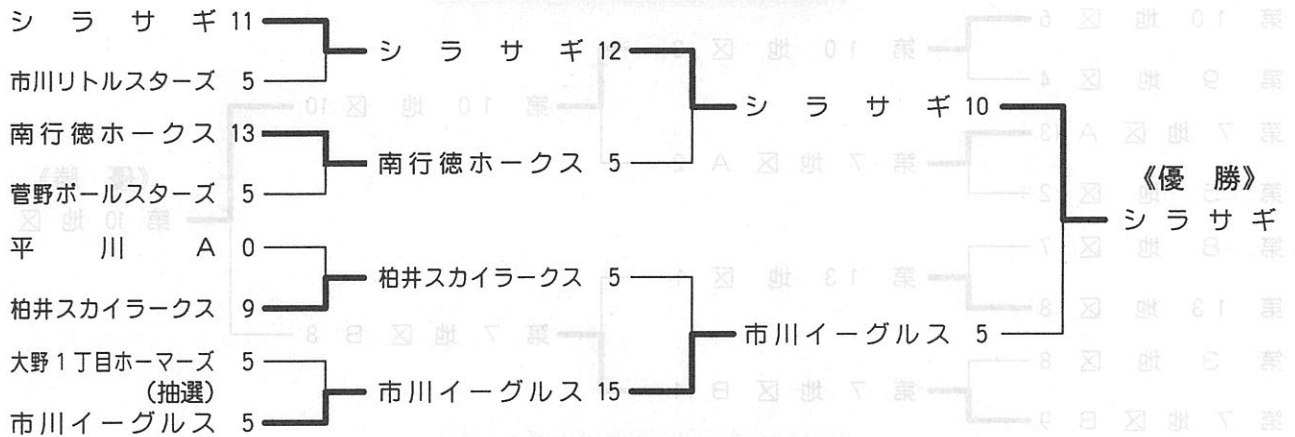 シラサギ 11
市川リトルスターズ 5
南行徳ホークス 13
菅野ボールスターズ 5
平川A 0
柏井スカイラークス 9
大野1丁目ホーマーズ 5
(抽選)
市川イーグルス 5
シラサギ 12
南行徳ホークス 5
柏井スカイラークス 5
市川イーグルス 15
シラサギ 10
市川イーグルス 5
《優 勝》
シラサギ